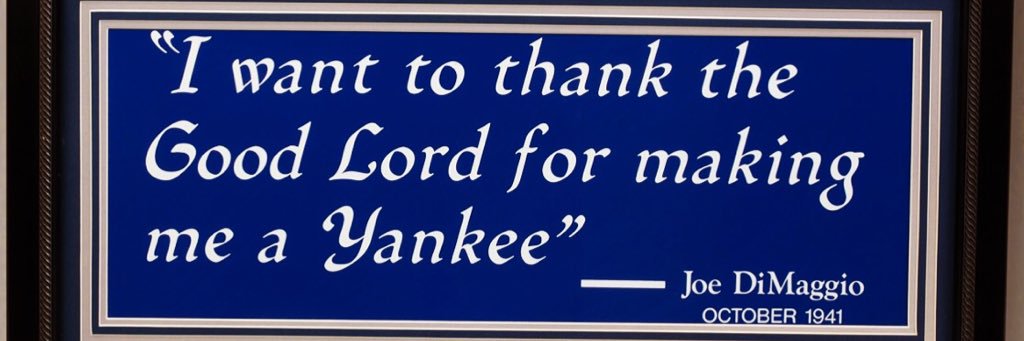 “I want to thank the
Good Lord for making
me a Yankee”
— Joe DiMaggio
OCTOBER 1941